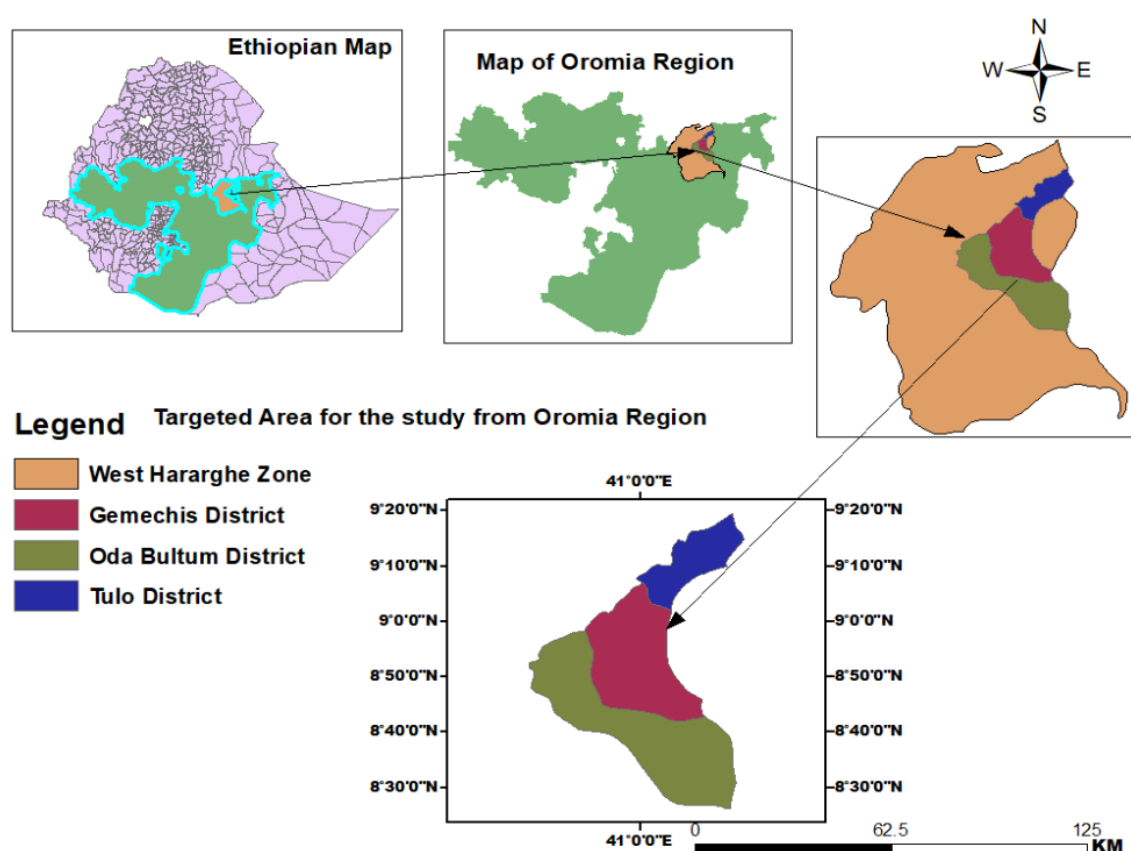 Ethiopian Map
Map of Oromia Region
N
W
E
S
Legend
Targeted Area for the study from Oromia Region
West Hararghe Zone
Gemechis District
Oda Bultum District
Tulo District
41°0'0"E
9°20'0"N
9°20'0"N
9°10'0"N
9°10'0"N
9°0'0"N
9°0'0"N
8°50'0"N
8°50'0"N
8°40'0"N
8°40'0"N
8°30'0"N
8°30'0"N
41°0'0"E
0
62.5
125
KM